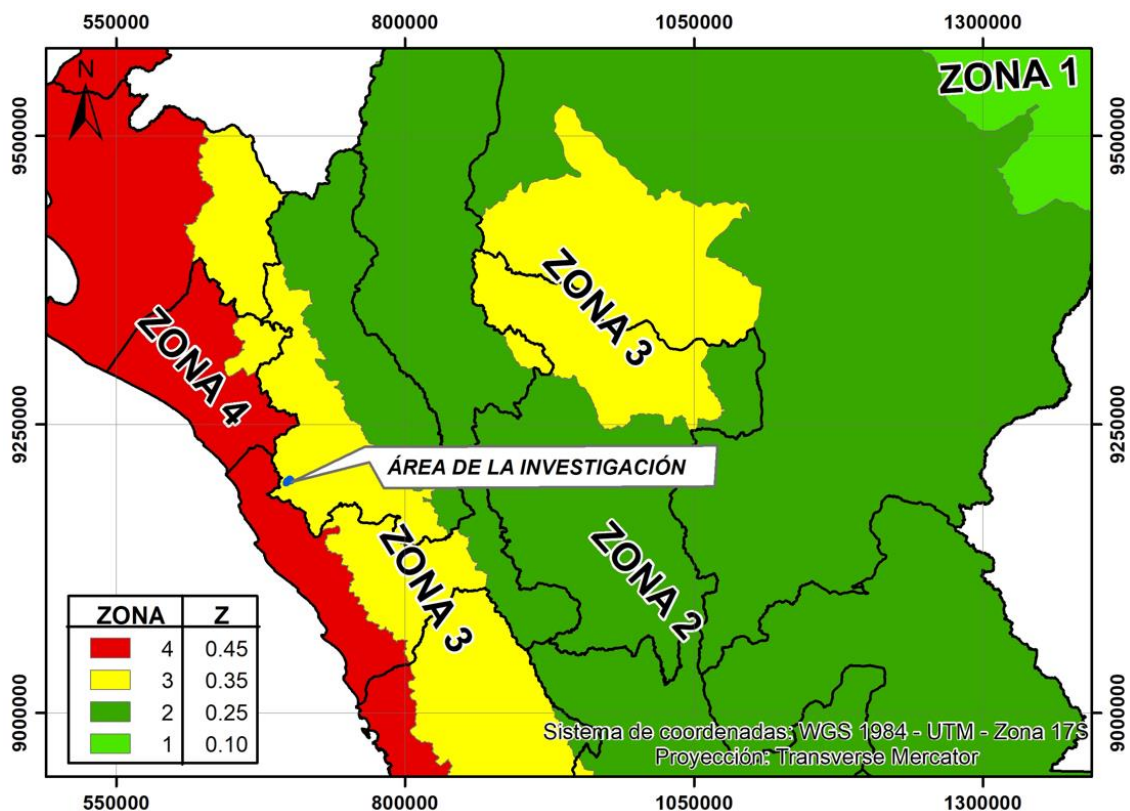 550000 800000 1050000 1300000
N
ZONA 1
9500000 9500000
ZONA 3
ZONA 4
9250000 9250000
ÁREA DE LA INVESTIGACIÓN
ZONA 3
ZONA 2
ZONA Z
4 0.45
3 0.35
2 0.25
1 0.10
9000000 9000000
Sistema de coordenadas: WGS 1984 - UTM - Zona 17S
Proyección: Transverse Mercator
550000 800000 1050000 1300000